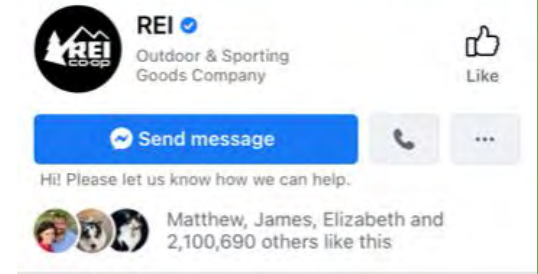 REI
CO·OP
REI
Outdoor & Sporting
Goods Company
Like
Send message
Hi! Please let us know how we can help.
Matthew, James, Elizabeth and
2,100,690 others like this